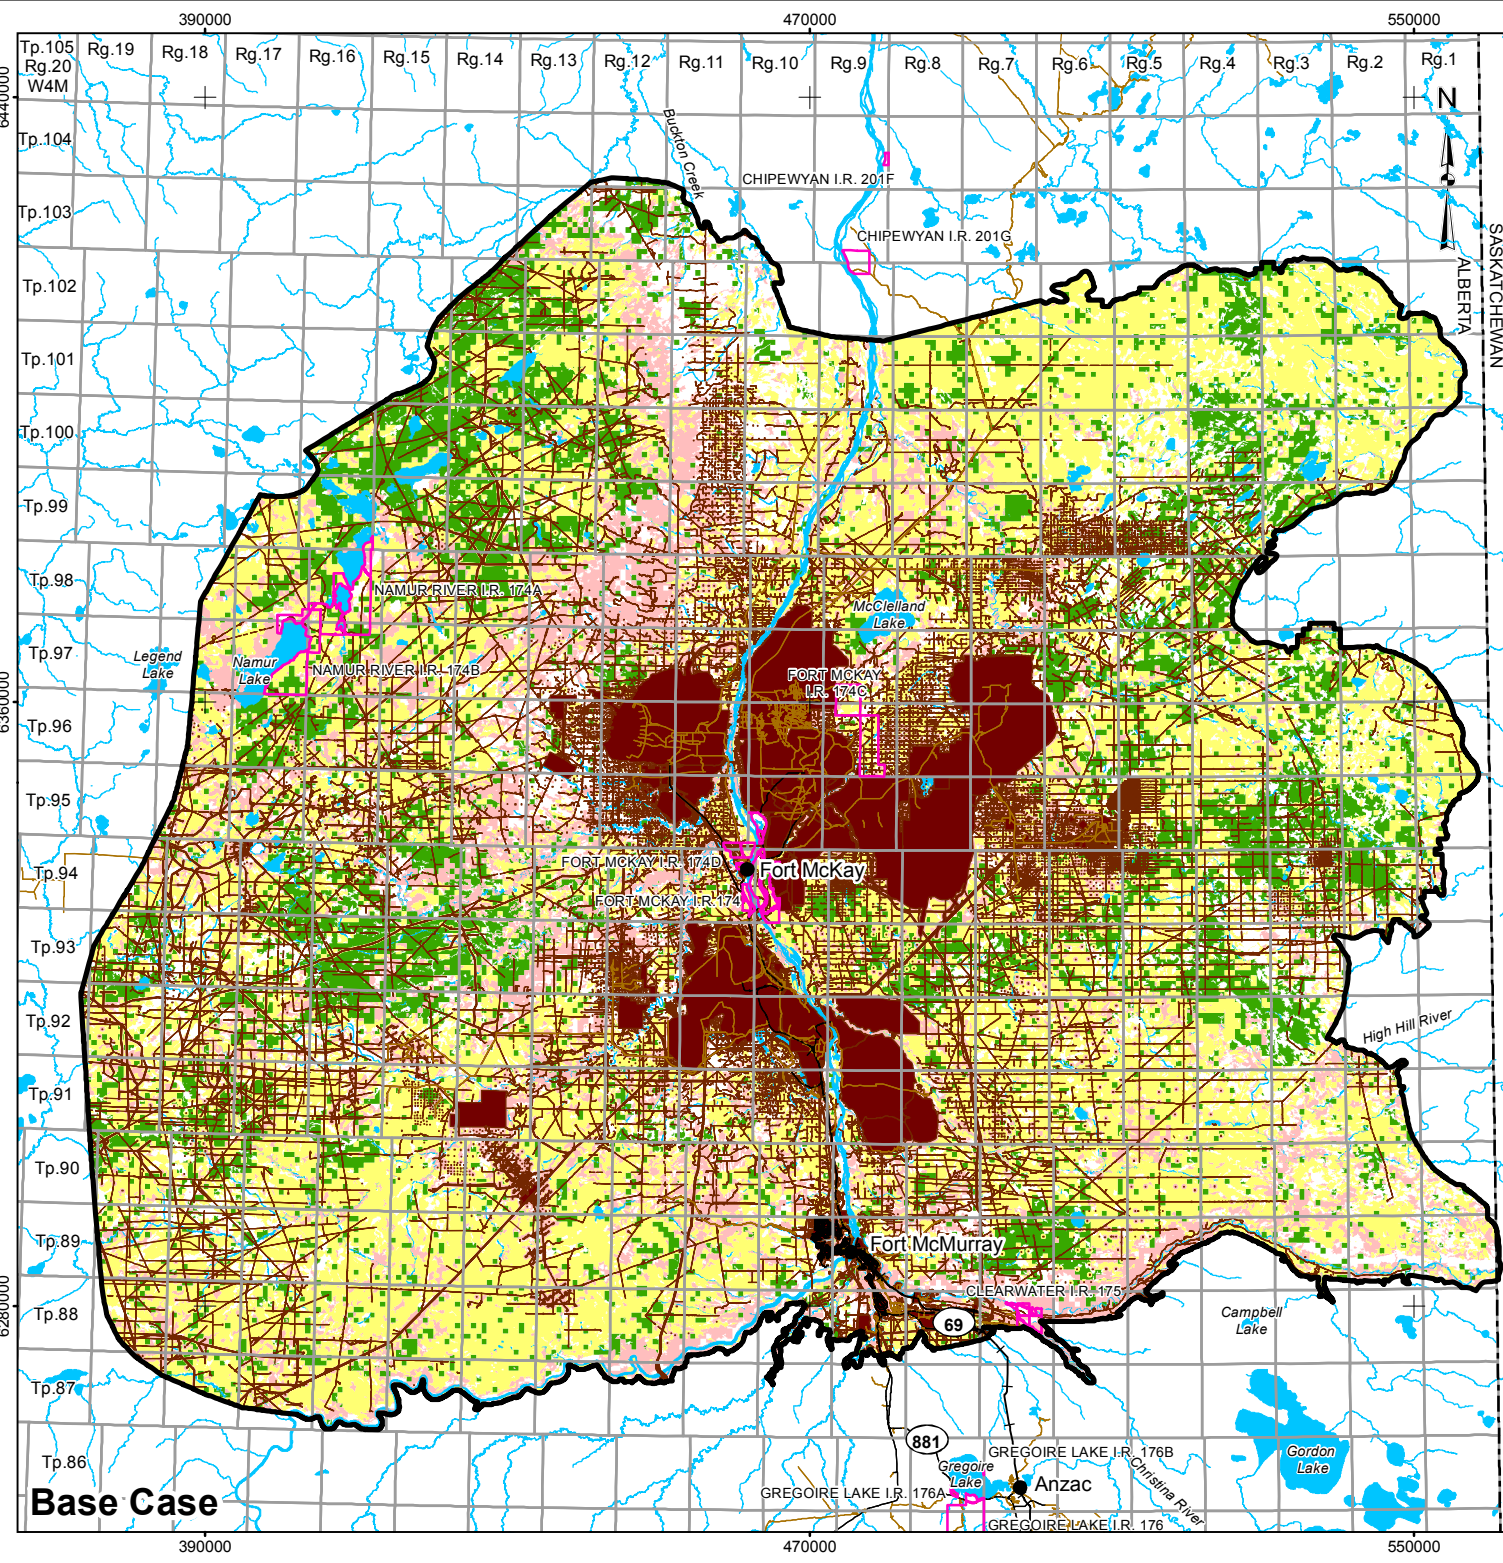 390000
470000
550000
Tp.105
Rg.20
W4M
Rg.19
Rg.18
Rg.17
Rg.16
Rg.15
Rg.14
Rg.13
Rg.12
Rg.11
Rg.10
Rg.9
Rg.8
Rg.7
Rg.6
Rg.5
Rg.4
Rg.3
Rg.2
Rg.1
6440000
N
Tp.104
Buckton Creek
CHIPEWYAN I.R. 201F
Tp.103
CHIPEWYAN I.R. 201G
SASKATCHEWAN
ALBERTA
Tp.102
Tp.101
Tp.100
Tp.99
Tp.98
NAMUR RIVER I.R. 174A
McClelland
Lake
Tp.97
Legend
Lake
Namur
Lake
NAMUR RIVER I.R. 174B
FORT MCKAY
I.R. 174C
6360000
Tp.96
Tp.95
Tp.94
FORT MCKAY I.R. 174D
Fort McKay
FORT MCKAY I.R.174
Tp.93
Tp.92
High Hill River
Tp.91
Tp.90
Tp.89
Fort McMurray
6280000
CLEARWATER I.R. 175
Tp.88
69
Campbell
Lake
Tp.87
881
Tp.86
GREGOIRE LAKE I.R. 176B
Gregoire
Lake
Gordon
Lake
Anzac
Christina River
GREGOIRE LAKE I.R. 176A
Base Case
GREGOIRE LAKE I.R. 176
390000
470000
550000